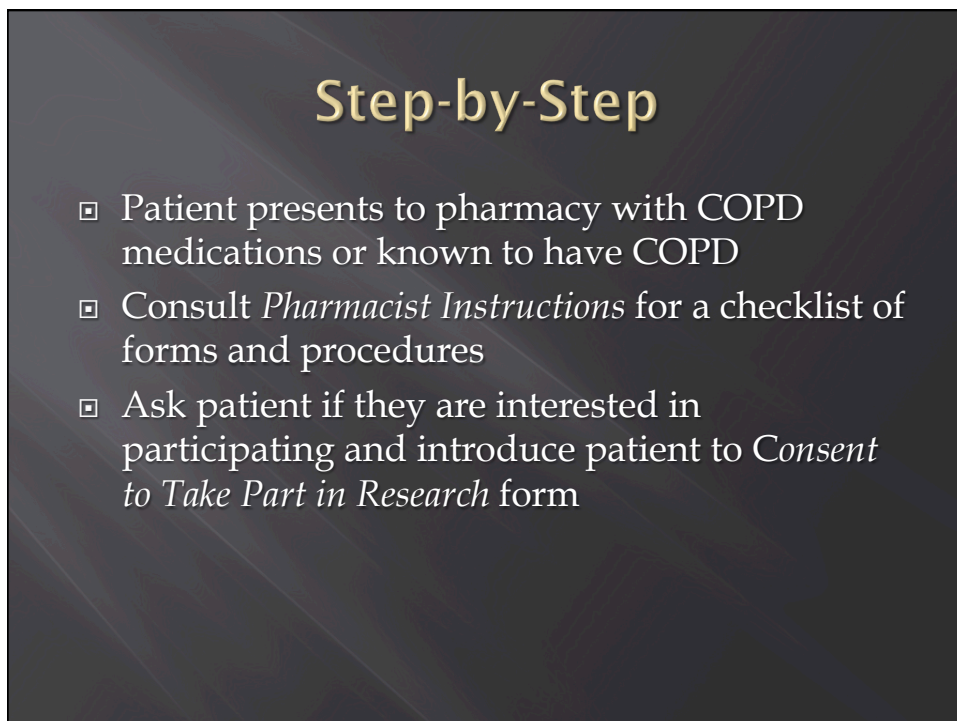 Step-by-Step
Patient presents to pharmacy with COPD
medications or known to have COPD
Consult Pharmacist Instructions for a checklist of
forms and procedures
Ask patient if they are interested in
participating and introduce patient to Consent
to Take Part in Research form